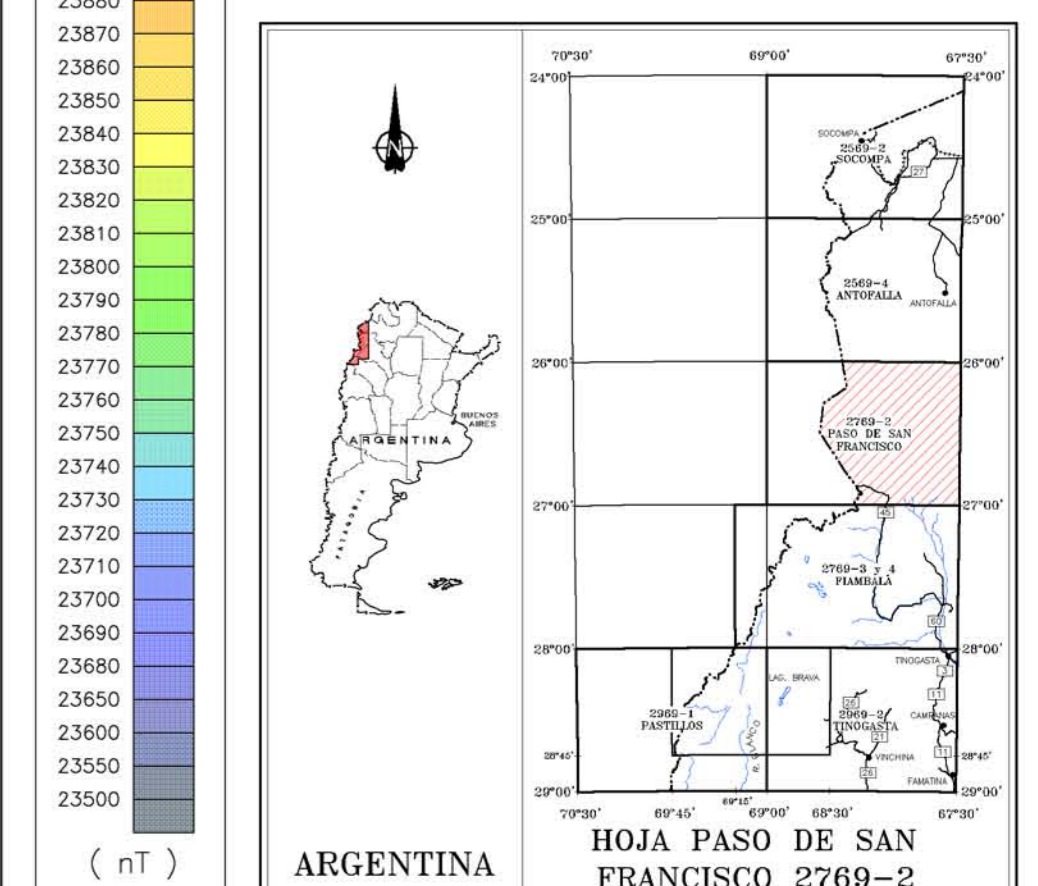 23880
23870
23860
23850
23840
23830
23820
23810
23800
23790
23780
23770
23760
23750
23740
23730
23720
23710
23700
23690
23680
23650
23600
23550
23500
( nT )
N
BUENOS
AIRES
ARGENTINA
PATAGONIA
ARGENTINA
70°30'
69°00'
67°30'
24°00'
24°00'
SOCOMPA
2569-2
SOCOMPA
27
25°00'
25°00'
2569-4
ANTOFALLA
ANTOFALLA
26°00'
26°00'
2769-2
PASO DE SAN
FRANCISCO
27°00'
27°00'
45
2769-3 y 4
FIAMBALÁ
60
28°00'
28°00'
TINOGASTA
3
LAG. BRAVA
11
26
2969-1
PASTILLOS
2969-2
TINOGASTA
CAMPANAS
21
R. BLANCO
11
28°45'
VINCHINA
28°45'
26
FAMATINA
29°00'
29°00'
69°15'
70°30'
69°45'
69°00'
68°30'
67°30'
HOJA PASO DE SAN
FRANCISCO 2769-2